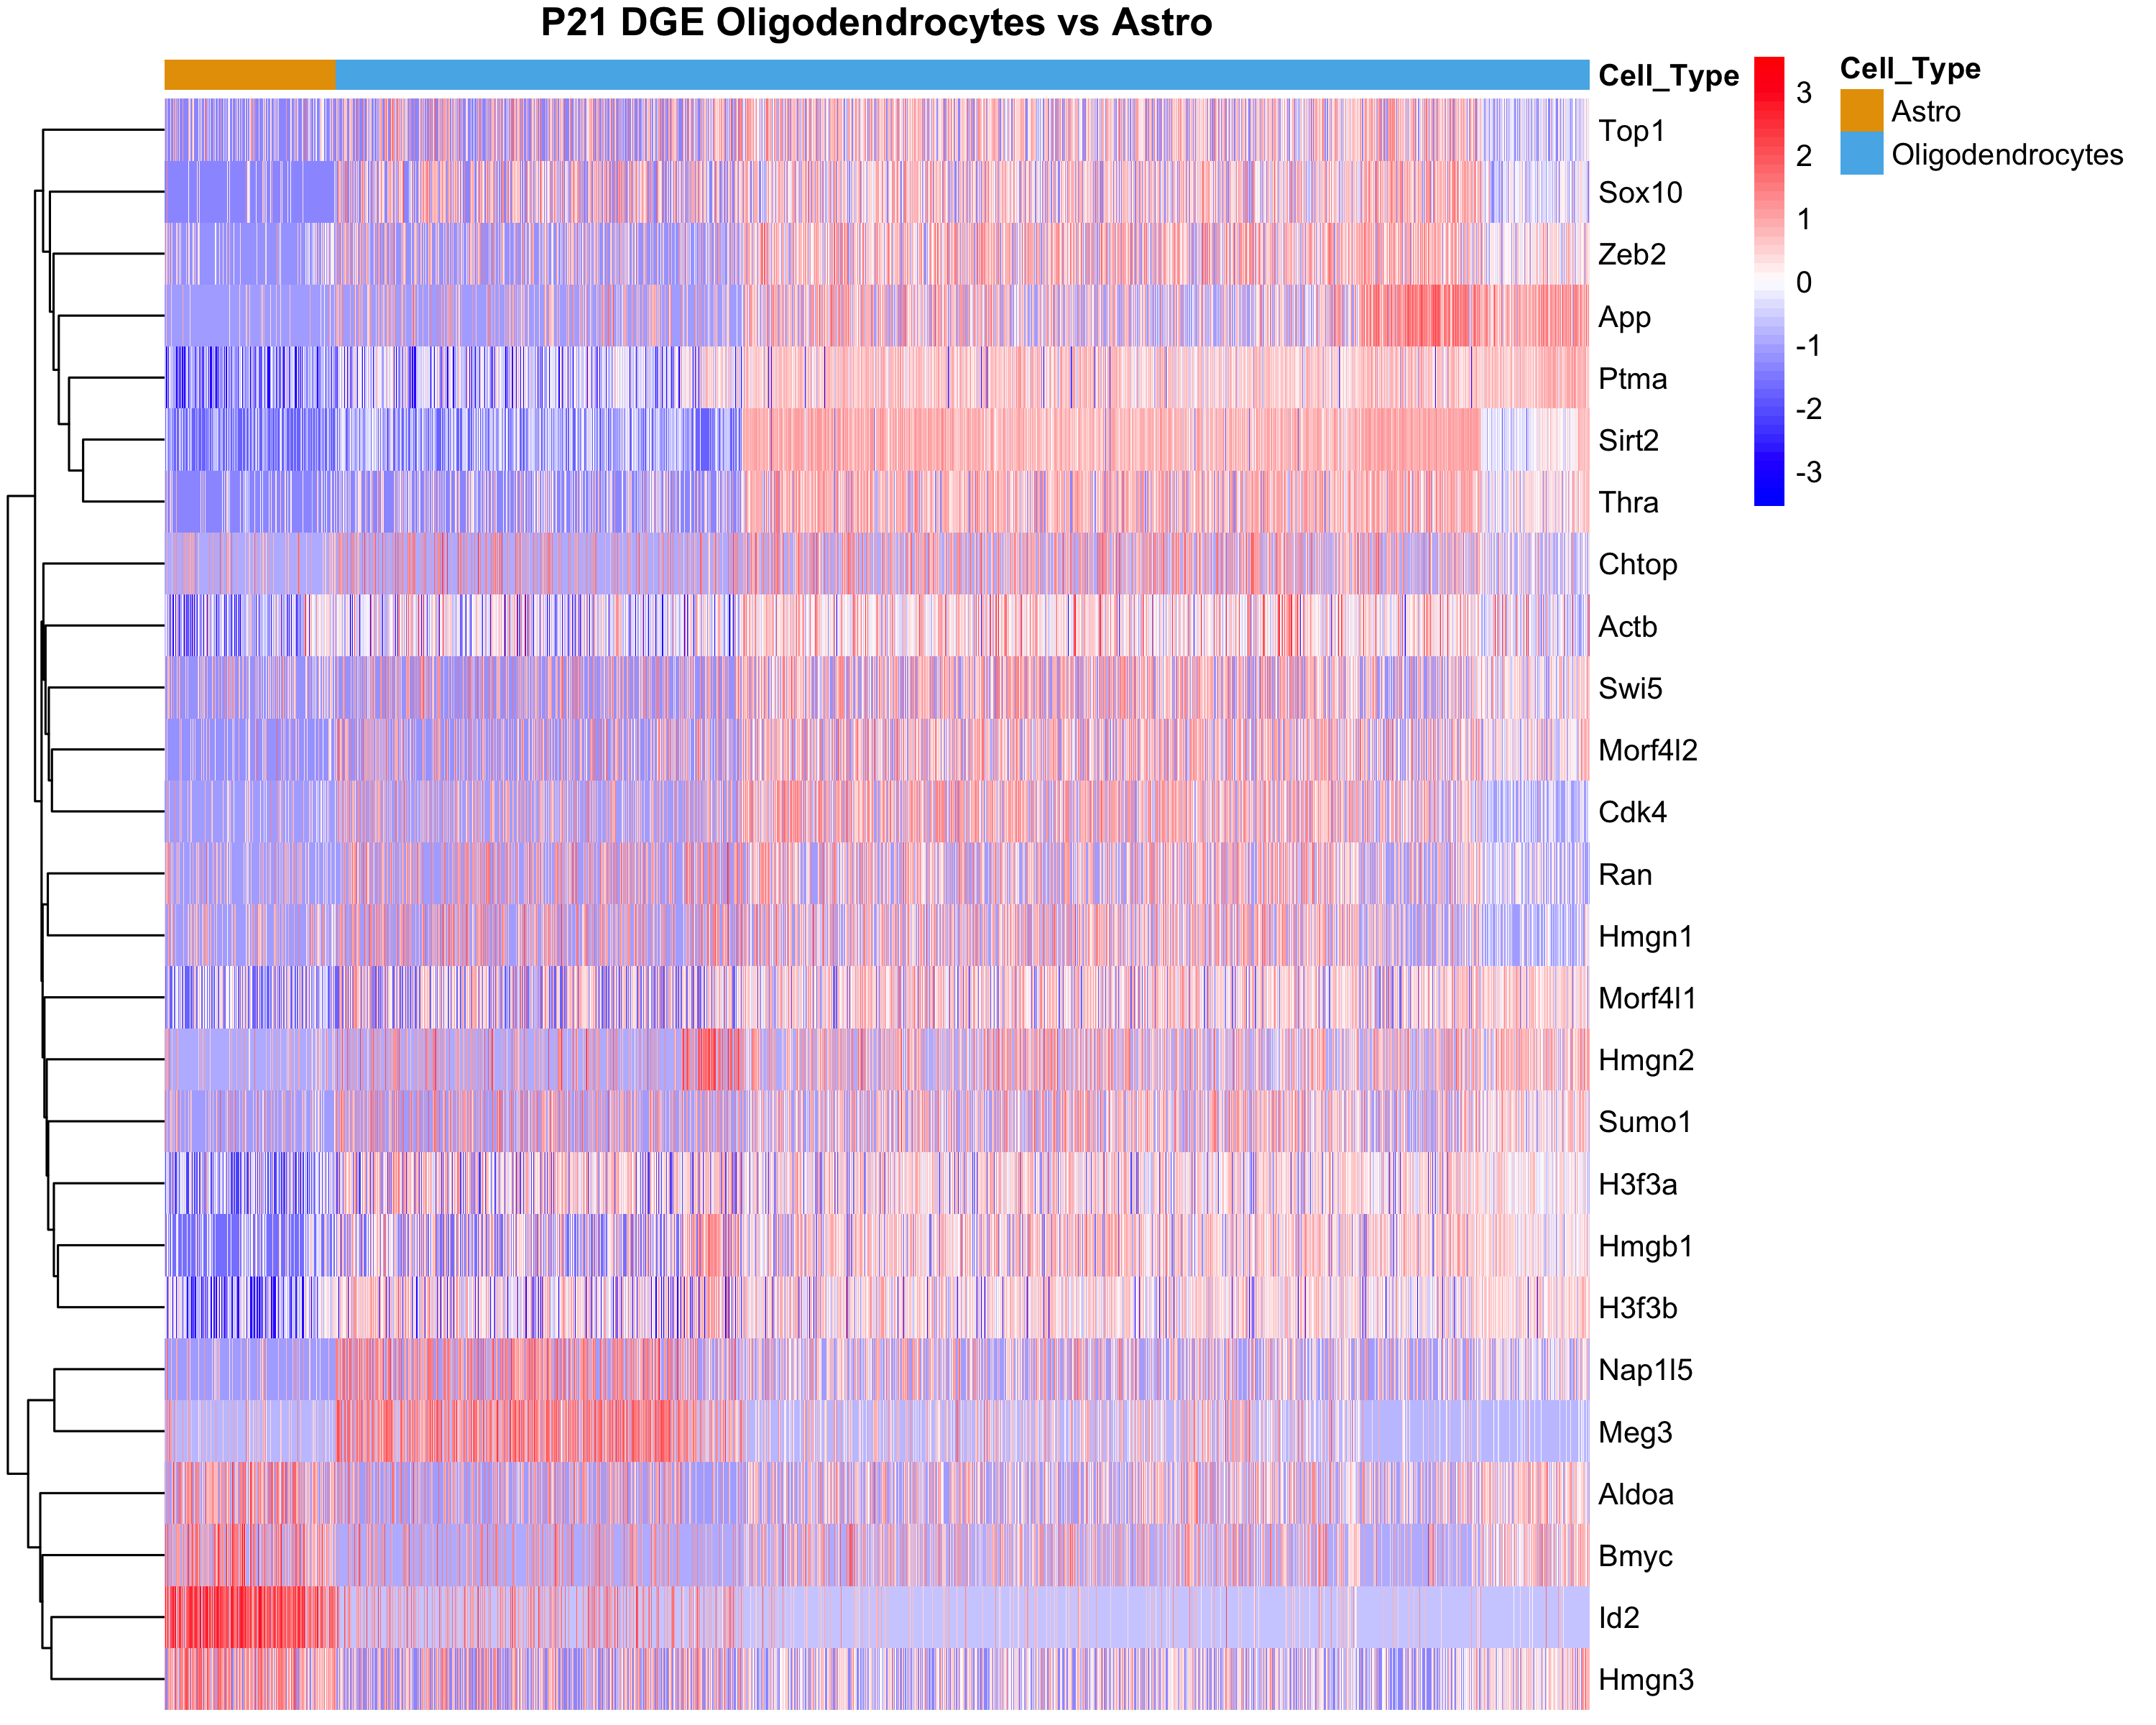 P21 DGE Oligodendrocytes vs Astro
Cell_Type
Top1
Sox10
Zeb2
App
Ptma
Sirt2
Thra
Chtop
Actb
Swi5
Morf4l2
Cdk4
Ran
Hmgn1
Morf4l1
Hmgn2
Sumo1
H3f3a
Hmgb1
H3f3b
Nap1l5
Meg3
Aldoa
Bmyc
Id2
Hmgn3
3
2
1
0
-1
-2
-3
Cell_Type
Astro
Oligodendrocytes